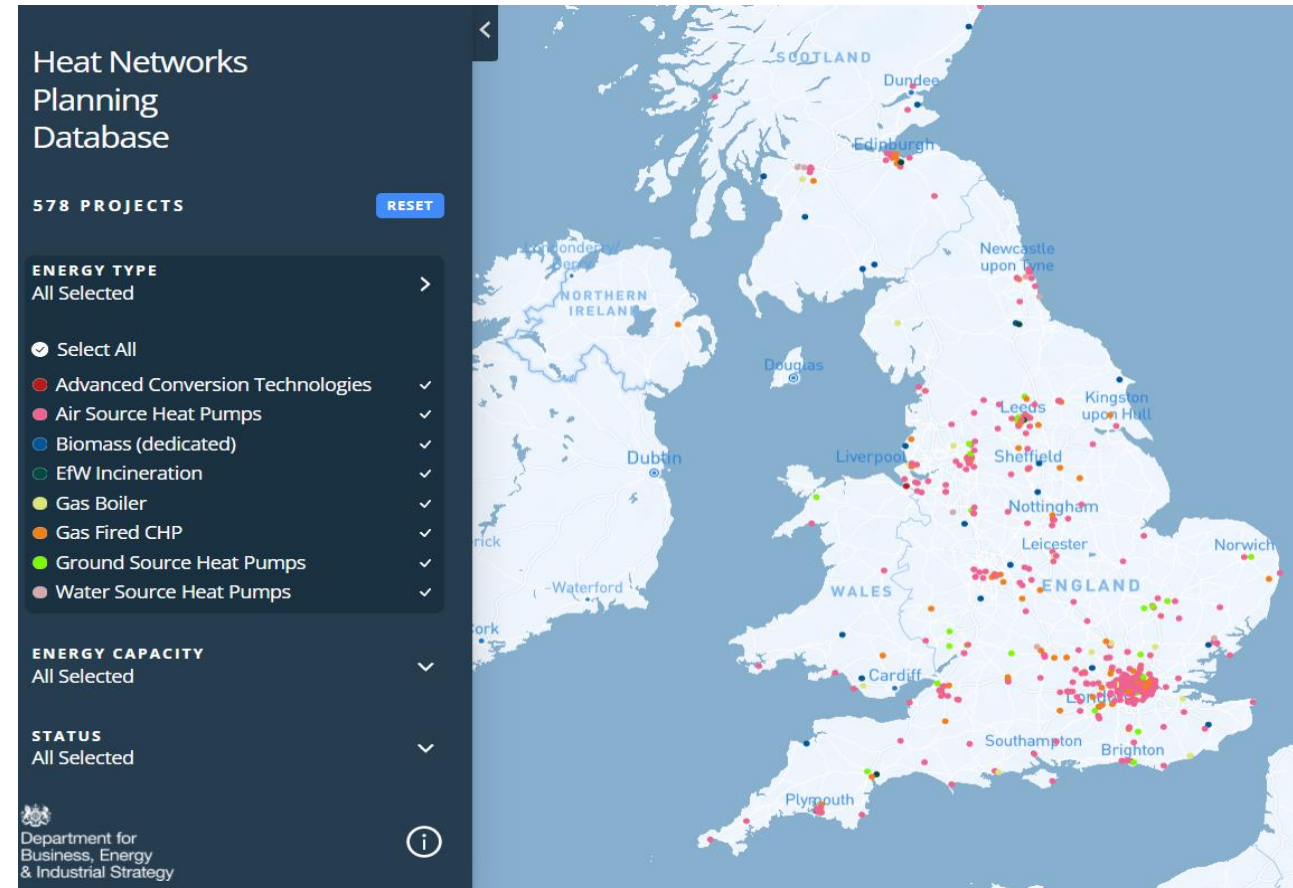 Heat Networks
Planning
Database
578 PROJECTS
RESET
ENERGY TYPE
All Selected
Select All
Advanced Conversion Technologies
Air Source Heat Pumps
Biomass (dedicated)
EfW Incineration
Gas Boiler
Gas Fired CHP
Ground Source Heat Pumps
Water Source Heat Pumps
ENERGY CAPACITY
All Selected
STATUS
All Selected
Department for
Business, Energy
& Industrial Strategy
SCOTLAND
Dundee
Edinburgh
Newcastle
upon Tyne
NORTHERN
IRELAND
Douglas
Leeds
Kingston
upon Hull
Dublin
Liverpool
Sheffield
Nottingham
Leicester
Norwich
Waterford
WALES
ENGLAND
Cardiff
Southampton
Brighton
Plymouth